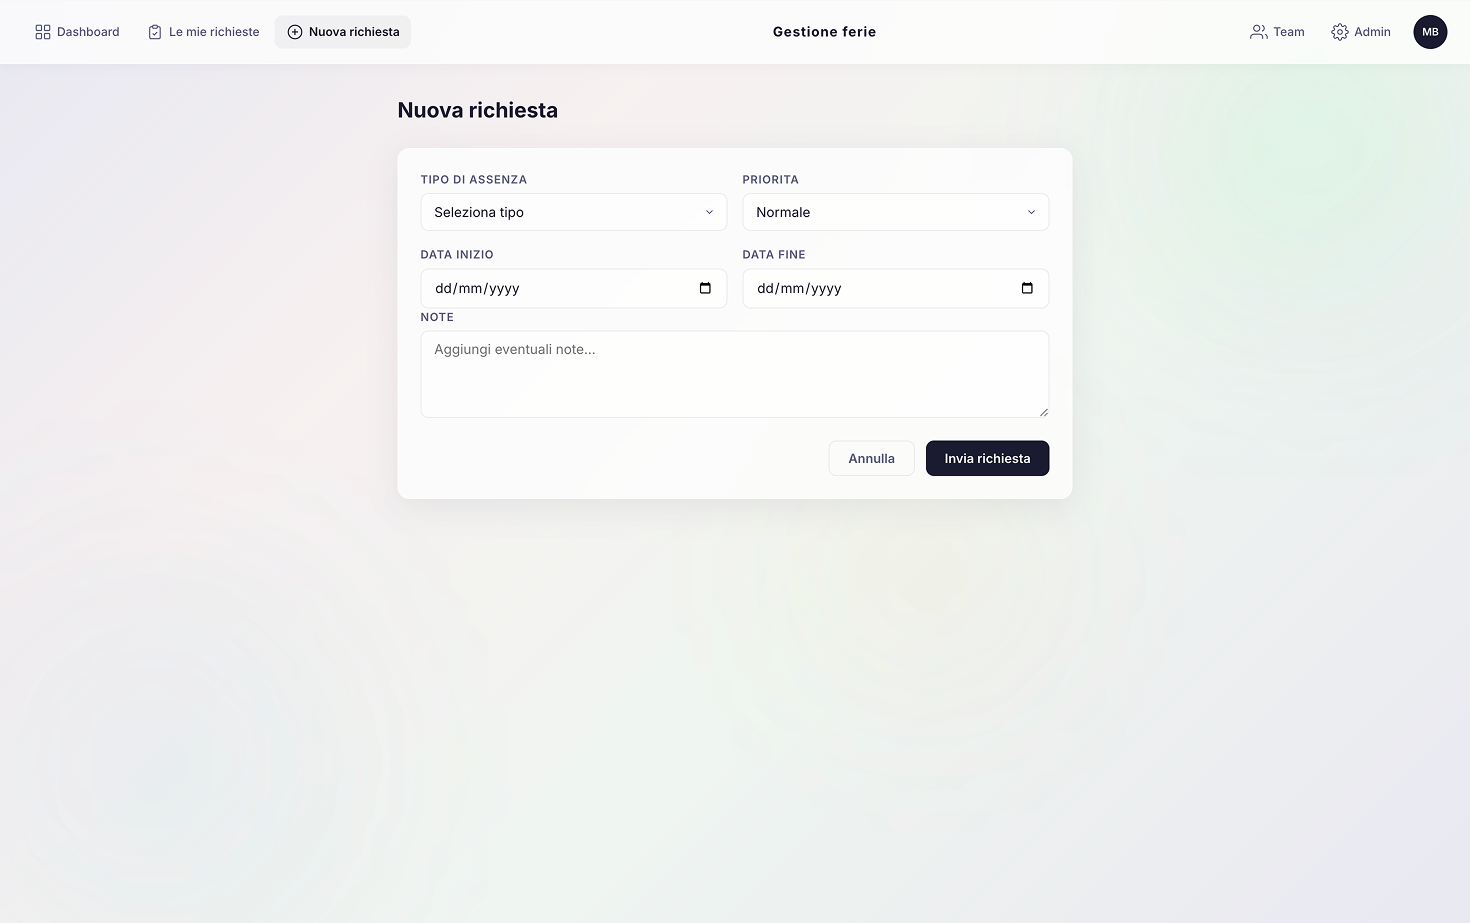 Dashboard
Le mie richieste
Nuova richiesta
Gestione ferie
Team
Admin
MB
Nuova richiesta
TIPO DI ASSENZA
PRIORITA
Seleziona tipo
Normale
DATA INIZIO
DATA FINE
dd/mm/yyyy
dd/mm/yyyy
NOTE
Aggiungi eventuali note...
Annulla
Invia richiesta